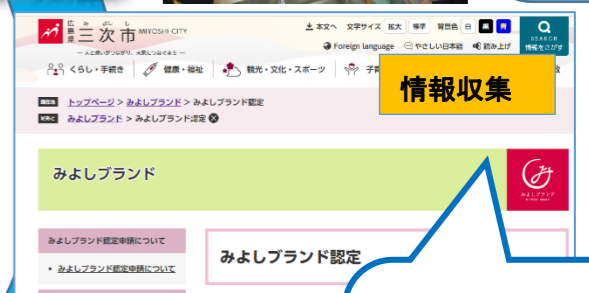 広島県 三次市 MIYOSHI CITY
みよし
本文へ 文字サイズ 拡大 標準 背景色 白 黒 青
SEARCH
情報をさがす
Foreign language やさしい日本語 読み上げ
くらし・手続き 健康・福祉 観光・文化・スポーツ 子育
情報収集
トップページ > みよしブランド > みよしブランド認定
みよしブランド > みよしブランド認定
みよしブランド
みよしブランド
みよしブランド認定申請について
みよしブランド認定
・ みよしブランド認定申請について